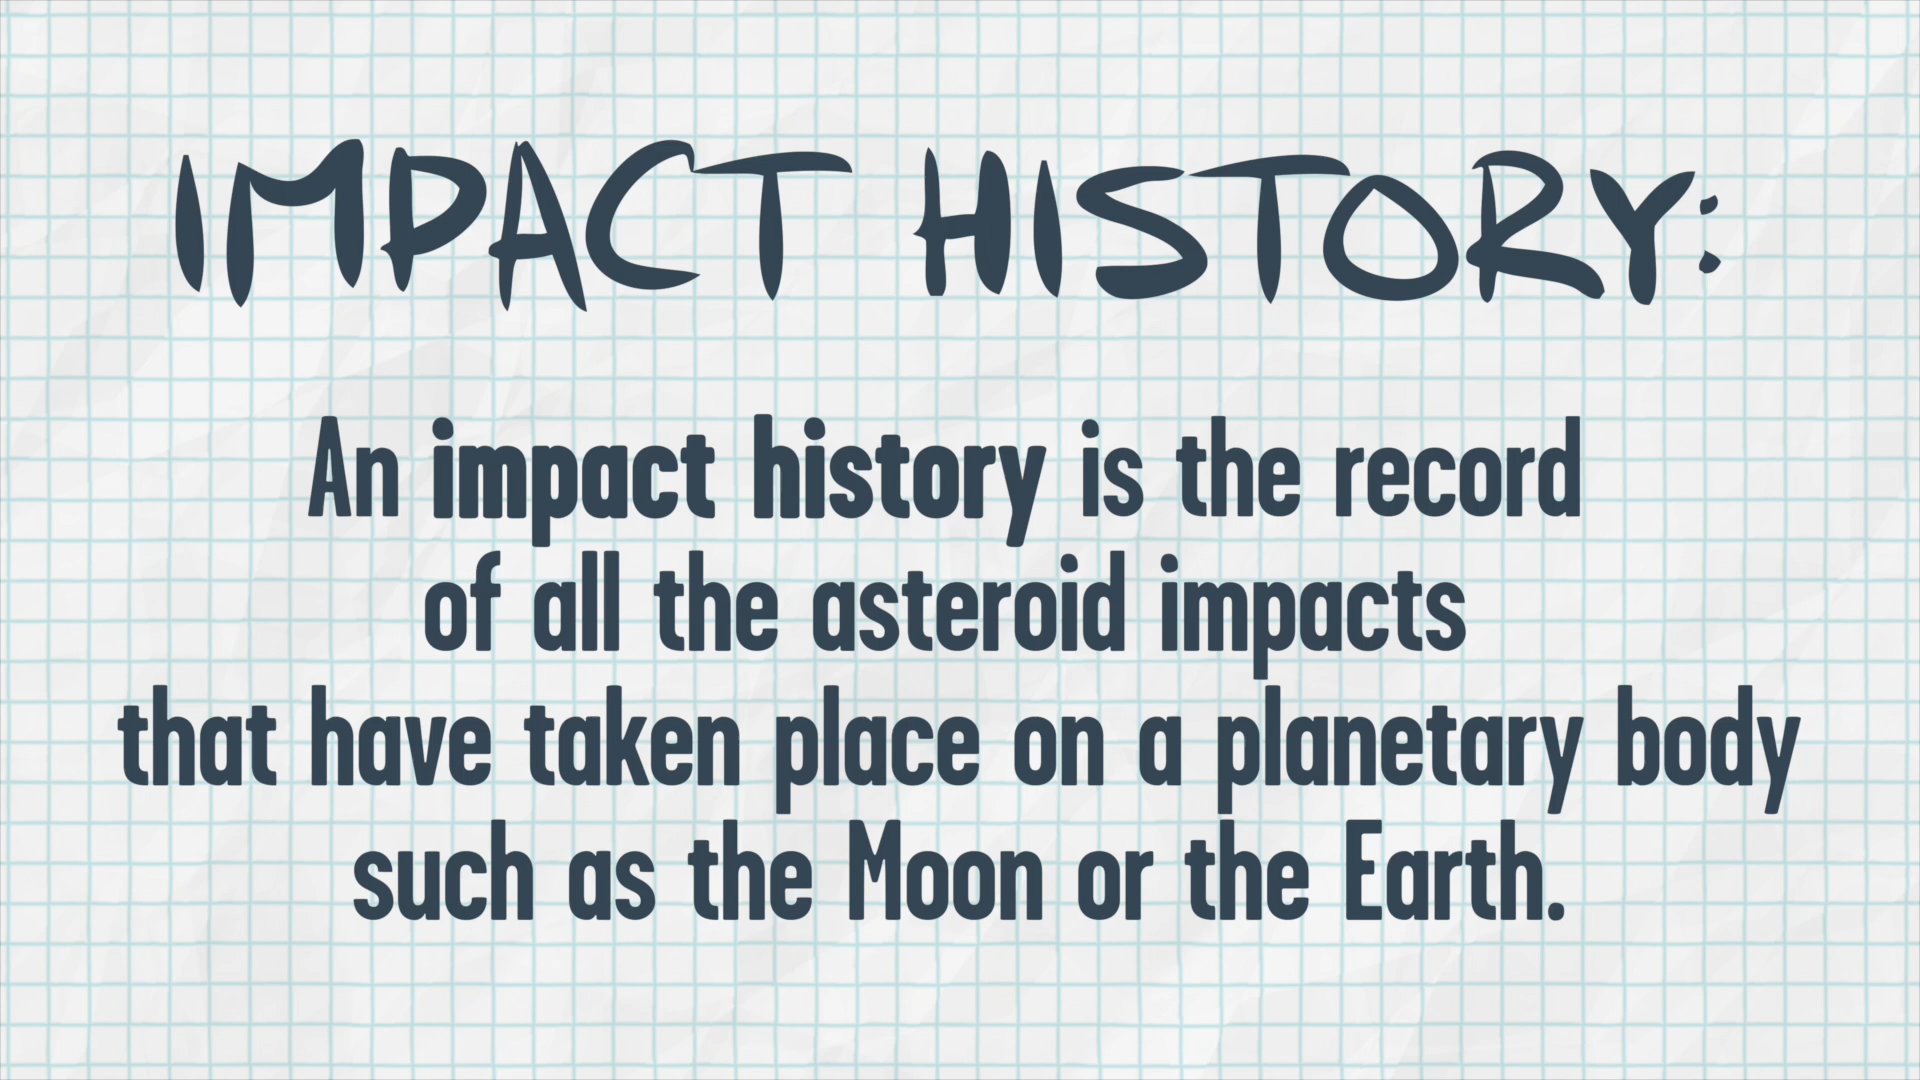 IMPACT HISTORY:
An impact history is the record
of all the asteroid impacts
that have taken place on a planetary body
such as the Moon or the Earth.